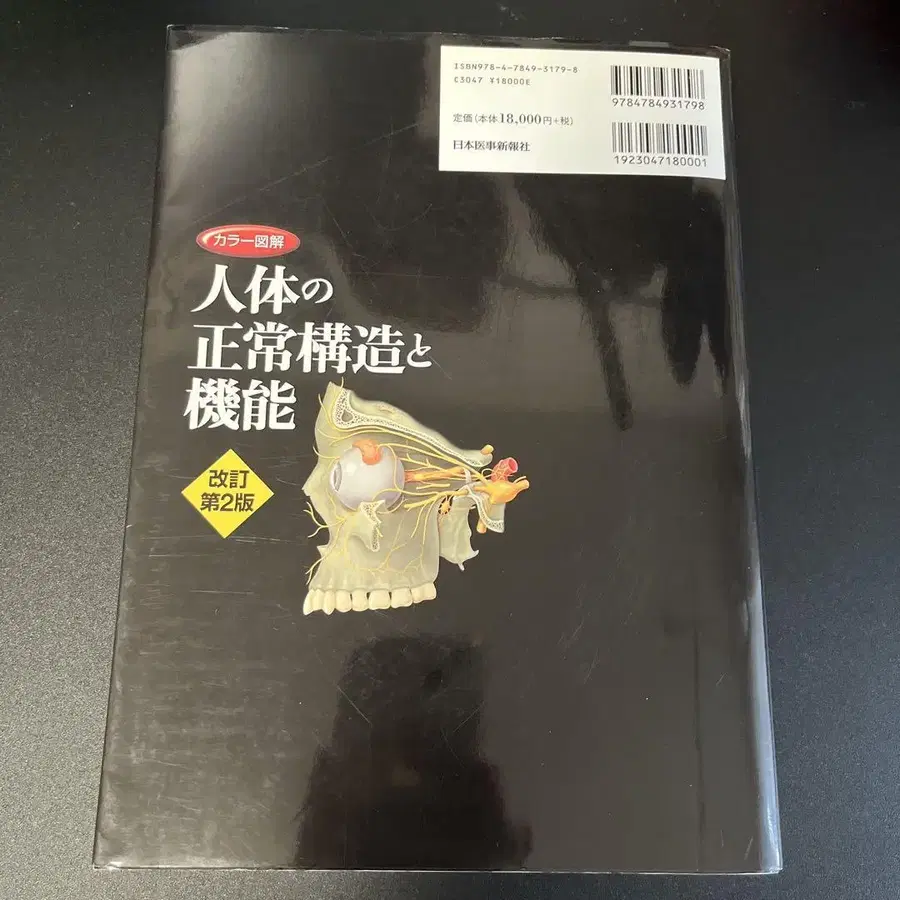 ISBN978-4-7849-3179-8
C3047 ¥18000E
定価(本体18,000円+税)
日本医事新報社
9784784931798
1923047180001
カラー図解
人体の
正常構造と
機能
改訂
第2版